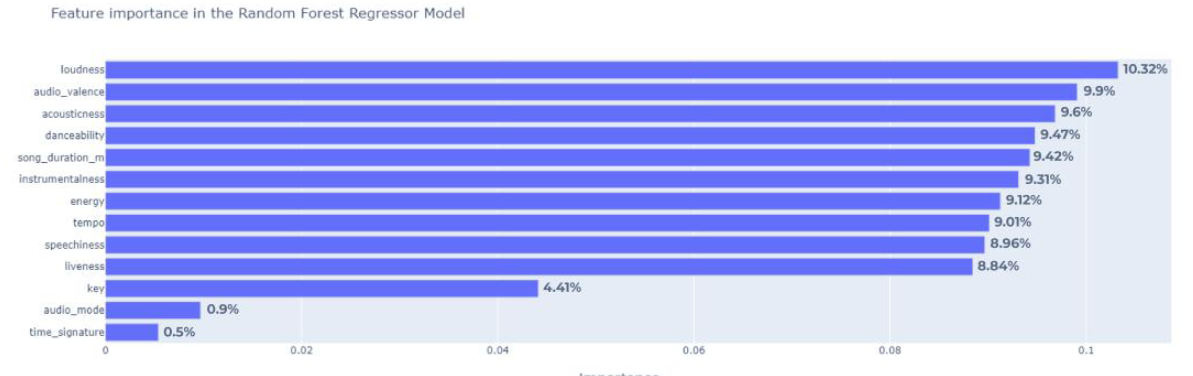 Feature importance in the Random Forest Regressor Model
loudness 10.32%
audio_valence 9.9%
acousticness 9.6%
danceability 9.47%
song_duration_m 9.42%
instrumentalness 9.31%
energy 9.12%
tempo 9.01%
speechiness 8.96%
liveness 8.84%
key 4.41%
audio_mode 0.9%
time_signature 0.5%
0 0.02 0.04 0.06 0.08 0.1